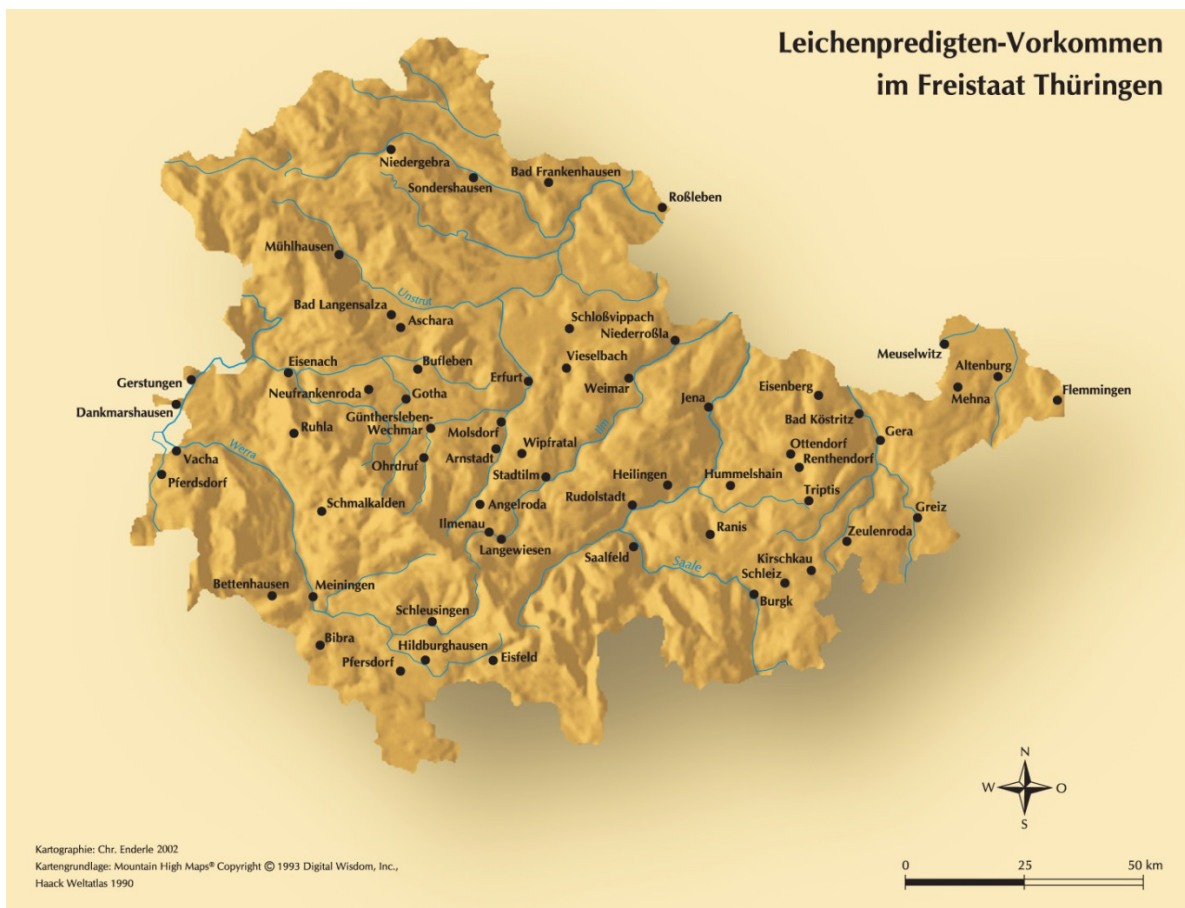 Leichenpredigten-Vorkommen
im Freistaat Thüringen
Niedergebra
Sondershausen
Bad Frankenhausen
Roßleben
Mühlhausen
Unstrut
Bad Langensalza
Aschara
Schloßvippach
Niederroßla
Meuselwitz
Altenburg
Mehna
Flemmingen
Gerstungen
Dankmarshausen
Eisenach
Bufleben
Neufrankenroda
Gotha
Erfurt
Vieselbach
Weimar
Jena
Eisenberg
Bad Köstritz
Gera
Günthersleben-
Wechmar
Molsdorf
Ruhla
Werra
Vacha
Pferdsdorf
Ohrdruf
Arnstadt
Wipfratal
Ilm
Stadtilm
Heilingen
Hummelshain
Ottendorf
Renthendorf
Triptis
Greiz
Schmalkalden
Angelroda
Rudolstadt
Ilmenau
Langewiesen
Ranis
Zeulenroda
Saalfeld
Saale
Kirschkau
Schleiz
Burgk
Bettenhausen
Meiningen
Schleusingen
Bibra
Hildburghausen
Pfersdorf
Eisfeld
N
W
O
S
Kartographie: Chr. Enderle 2002
Kartengrundlage: Mountain High Maps® Copyright © 1993 Digital Wisdom, Inc.,
Haack Weltatlas 1990
0 25 50 km